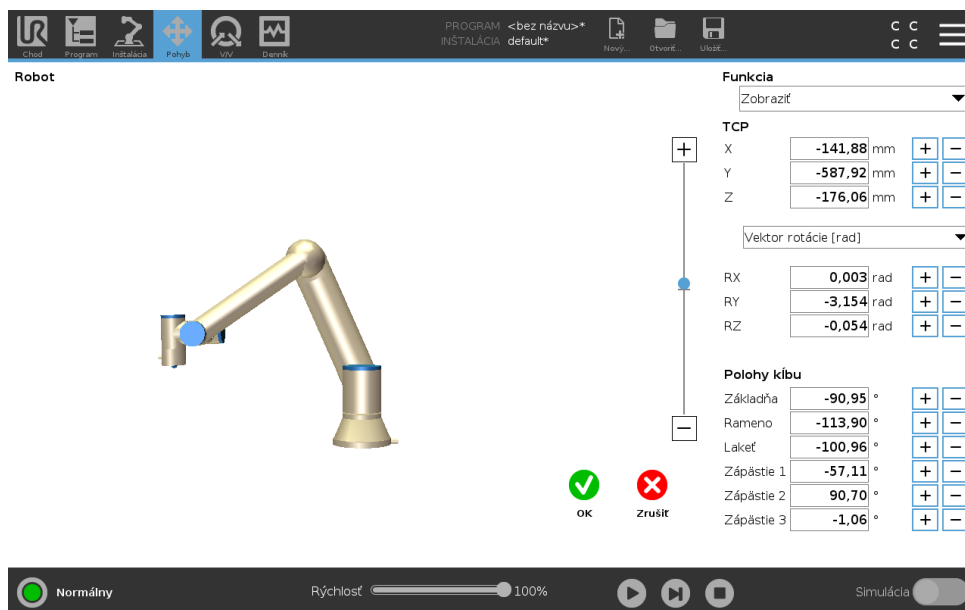 PROGRAM <bez názvu>*
INŠTALÁCIA default*
Chod Program Inštalácia Pohyb V/V Denník
Nový... Otvoriť... Uložiť...
C C
C C
Robot
Funkcia
Zobraziť
TCP
X -141,88 mm + −
Y -587,92 mm + −
Z -176,06 mm + −
Vektor rotácie [rad]
RX 0,003 rad + −
RY -3,154 rad + −
RZ -0,054 rad + −
Polohy kĺbu
Základňa -90,95 ° + −
Rameno -113,90 ° + −
Lakeť -100,96 ° + −
Zápästie 1 -57,11 ° + −
Zápästie 2 90,70 ° + −
Zápästie 3 -1,06 ° + −
OK Zrušiť
Normálny
Rýchlosť 100%
Simulácia